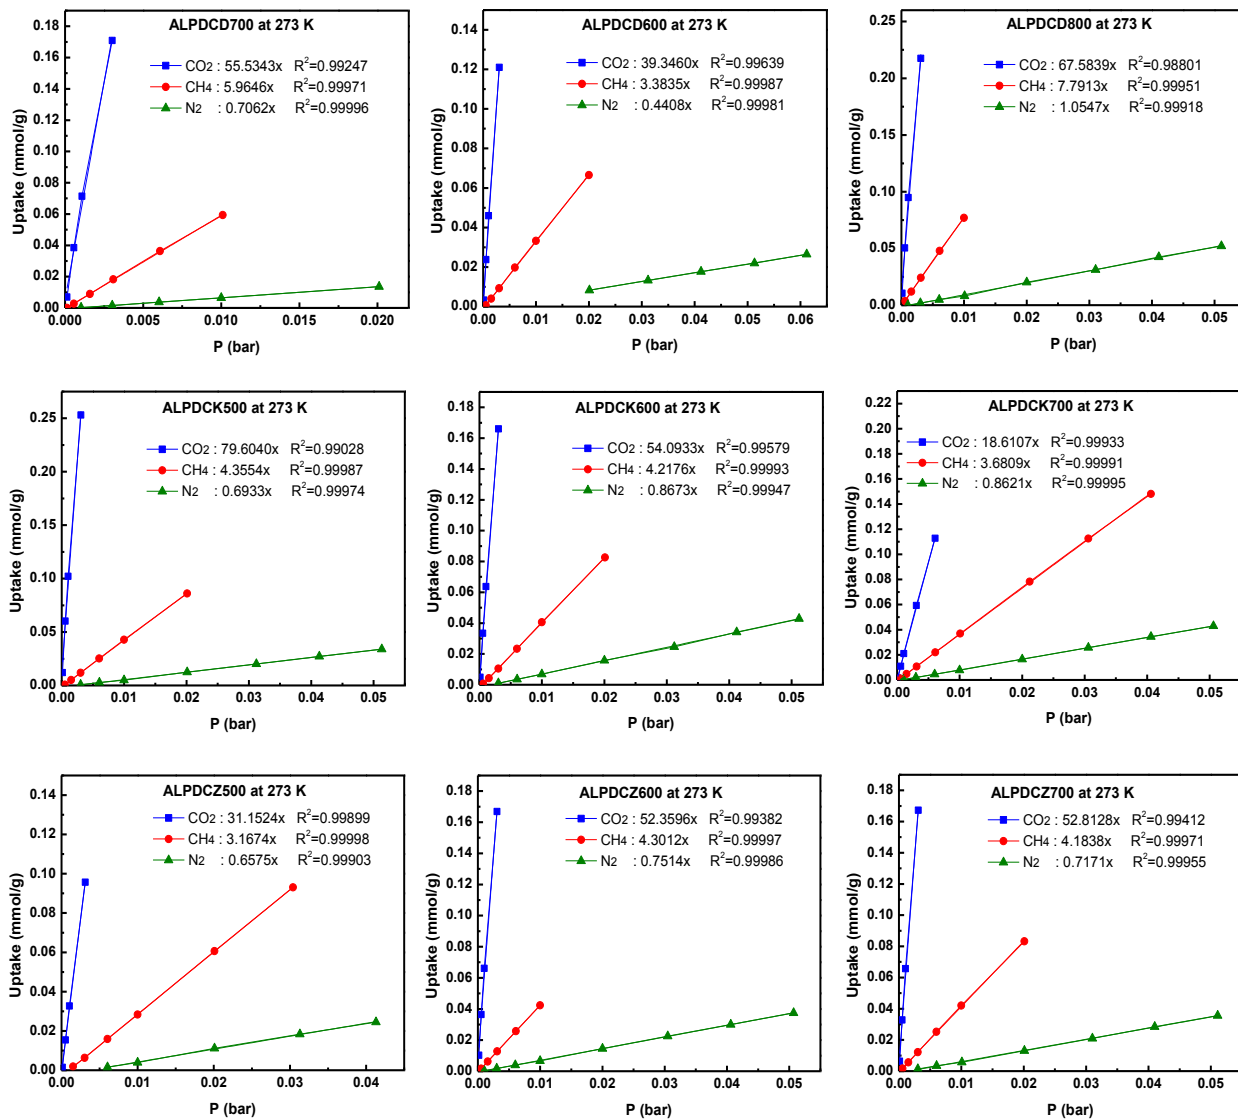 ALPDCD700 at 273 K
CO2 : 55.5343x R2=0.99247
CH4 : 5.9646x R2=0.99971
N2 : 0.7062x R2=0.99996
Uptake (mmol/g)
0.18
0.16
0.14
0.12
0.10
0.08
0.06
0.04
0.02
0.00
0.000 0.005 0.010 0.015 0.020
P (bar)
ALPDCD600 at 273 K
CO2 : 39.3460x R2=0.99639
CH4 : 3.3835x R2=0.99987
N2 : 0.4408x R2=0.99981
Uptake (mmol/g)
0.14
0.12
0.10
0.08
0.06
0.04
0.02
0.00
0.00 0.01 0.02 0.03 0.04 0.05 0.06
P (bar)
ALPDCD800 at 273 K
CO2 : 67.5839x R2=0.98801
CH4 : 7.7913x R2=0.99951
N2 : 1.0547x R2=0.99918
Uptake (mmol/g)
0.25
0.20
0.15
0.10
0.05
0.00
0.00 0.01 0.02 0.03 0.04 0.05
P (bar)
ALPDCK500 at 273 K
CO2 : 79.6040x R2=0.99028
CH4 : 4.3554x R2=0.99987
N2 : 0.6933x R2=0.99974
Uptake (mmol/g)
0.25
0.20
0.15
0.10
0.05
0.00
0.00 0.01 0.02 0.03 0.04 0.05
P (bar)
ALPDCK600 at 273 K
CO2 : 54.0933x R2=0.99579
CH4 : 4.2176x R2=0.99993
N2 : 0.8673x R2=0.99947
Uptake (mmol/g)
0.18
0.16
0.14
0.12
0.10
0.08
0.06
0.04
0.02
0.00
0.00 0.01 0.02 0.03 0.04 0.05
P (bar)
ALPDCK700 at 273 K
CO2 : 18.6107x R2=0.99933
CH4 : 3.6809x R2=0.99991
N2 : 0.8621x R2=0.99995
Uptake (mmol/g)
0.22
0.20
0.18
0.16
0.14
0.12
0.10
0.08
0.06
0.04
0.02
0.00
0.00 0.01 0.02 0.03 0.04 0.05
P (bar)
ALPDCZ500 at 273 K
CO2 : 31.1524x R2=0.99899
CH4 : 3.1674x R2=0.99998
N2 : 0.6575x R2=0.99903
Uptake (mmol/g)
0.14
0.12
0.10
0.08
0.06
0.04
0.02
0.00
0.00 0.01 0.02 0.03 0.04
P (bar)
ALPDCZ600 at 273 K
CO2 : 52.3596x R2=0.99382
CH4 : 4.3012x R2=0.99997
N2 : 0.7514x R2=0.99986
Uptake (mmol/g)
0.18
0.16
0.14
0.12
0.10
0.08
0.06
0.04
0.02
0.00
0.00 0.01 0.02 0.03 0.04 0.05
P (bar)
ALPDCZ700 at 273 K
CO2 : 52.8128x R2=0.99412
CH4 : 4.1838x R2=0.99971
N2 : 0.7171x R2=0.99955
Uptake (mmol/g)
0.18
0.16
0.14
0.12
0.10
0.08
0.06
0.04
0.02
0.00
0.00 0.01 0.02 0.03 0.04 0.05
P (bar)